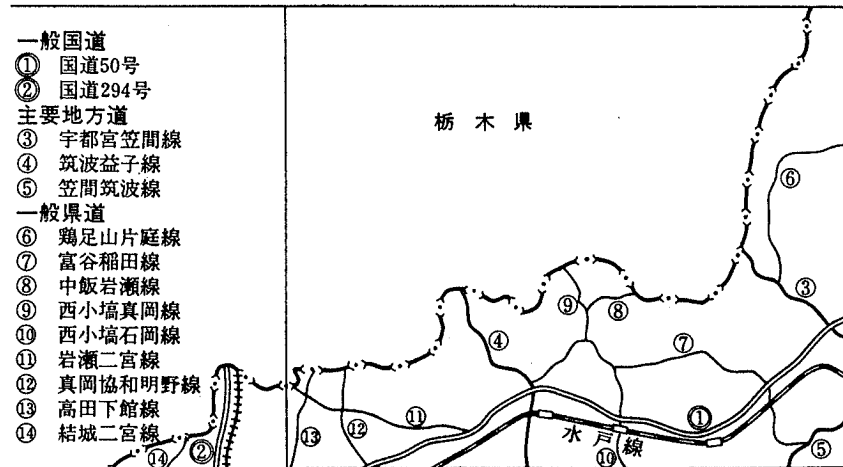 一般国道
① 国道50号
② 国道294号
主要地方道
③ 宇都宮笠間線
④ 筑波益子線
⑤ 笠間筑波線
一般県道
⑥ 鶏足山片庭線
⑦ 富谷稲田線
⑧ 中飯岩瀬線
⑨ 西小塙真岡線
⑩ 西小塙石岡線
⑪ 岩瀬二宮線
⑫ 真岡協和明野線
⑬ 高田下館線
⑭ 結城二宮線
栃木県
⑥
③
⑨
⑧
④
⑦
⑪
①
⑬
⑫
水戸線
⑩
⑤
⑭
②